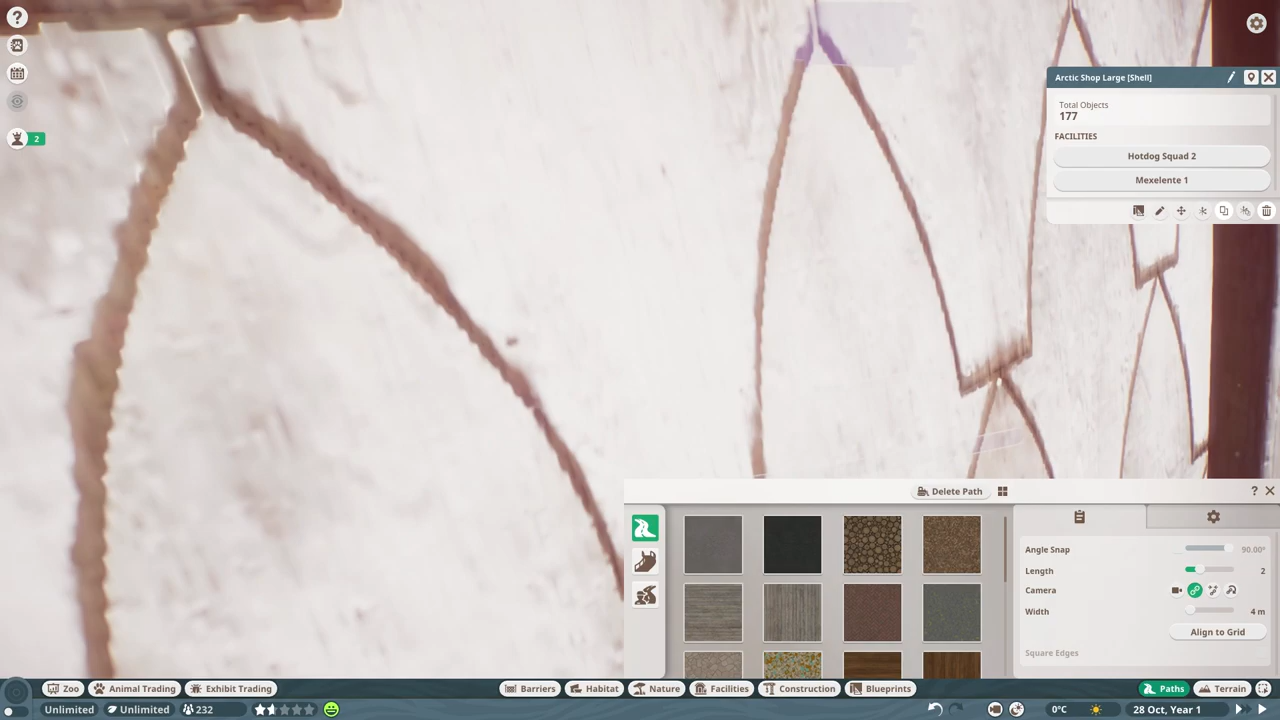 ?
Arctic Shop Large [Shell]
Total Objects
177
FACILITIES
Hotdog Squad 2
Mexelente 1
2
Delete Path
?
Angle Snap 90.00°
Length 2
Camera
Width 4 m
Align to Grid
Square Edges
Zoo Animal Trading Exhibit Trading Barriers Habitat Nature Facilities Construction Blueprints Paths Terrain
Unlimited Unlimited 232 0°C 28 Oct, Year 1